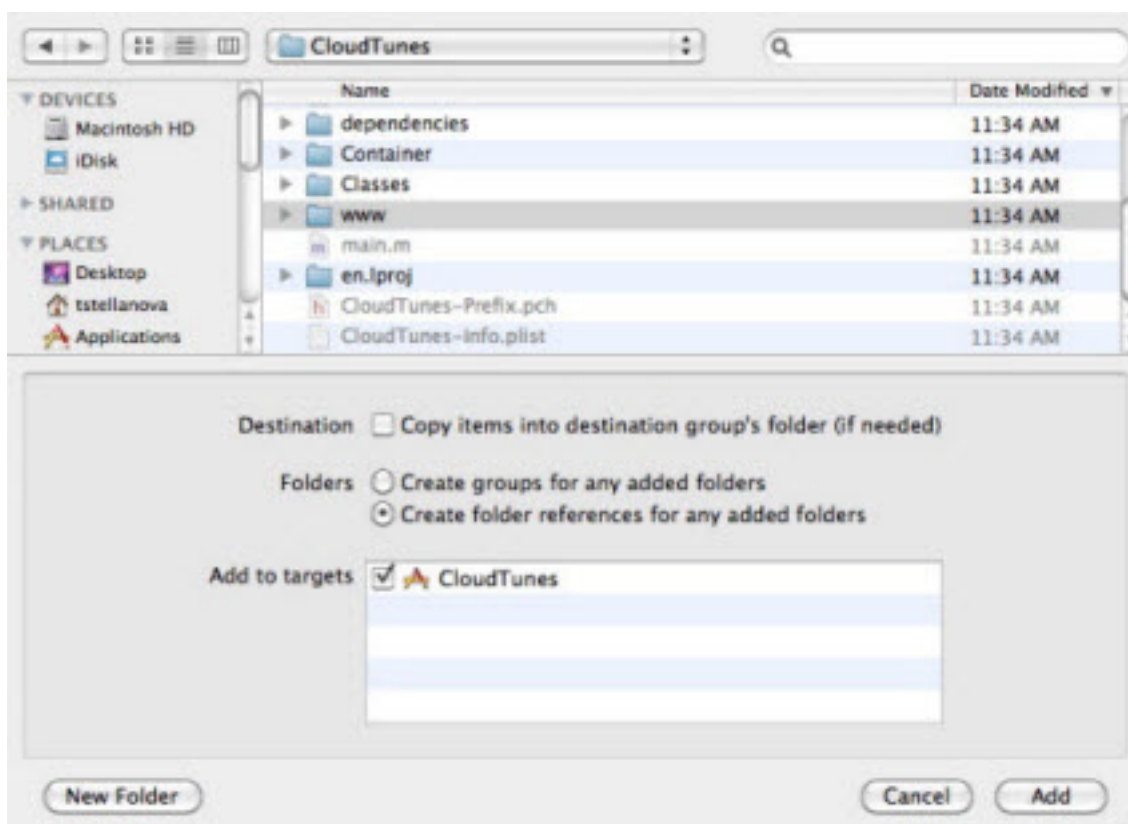 CloudTunes
Name Date Modified
DEVICES
Macintosh HD
iDisk
SHARED
PLACES
Desktop
tstellanova
Applications
dependencies 11:34 AM
Container 11:34 AM
Classes 11:34 AM
www 11:34 AM
main.m 11:34 AM
en.lproj 11:34 AM
CloudTunes-Prefix.pch 11:34 AM
CloudTunes-Info.plist 11:34 AM
Destination Copy items into destination group's folder (if needed)
Folders Create groups for any added folders
Create folder references for any added folders
Add to targets CloudTunes
New Folder Cancel Add